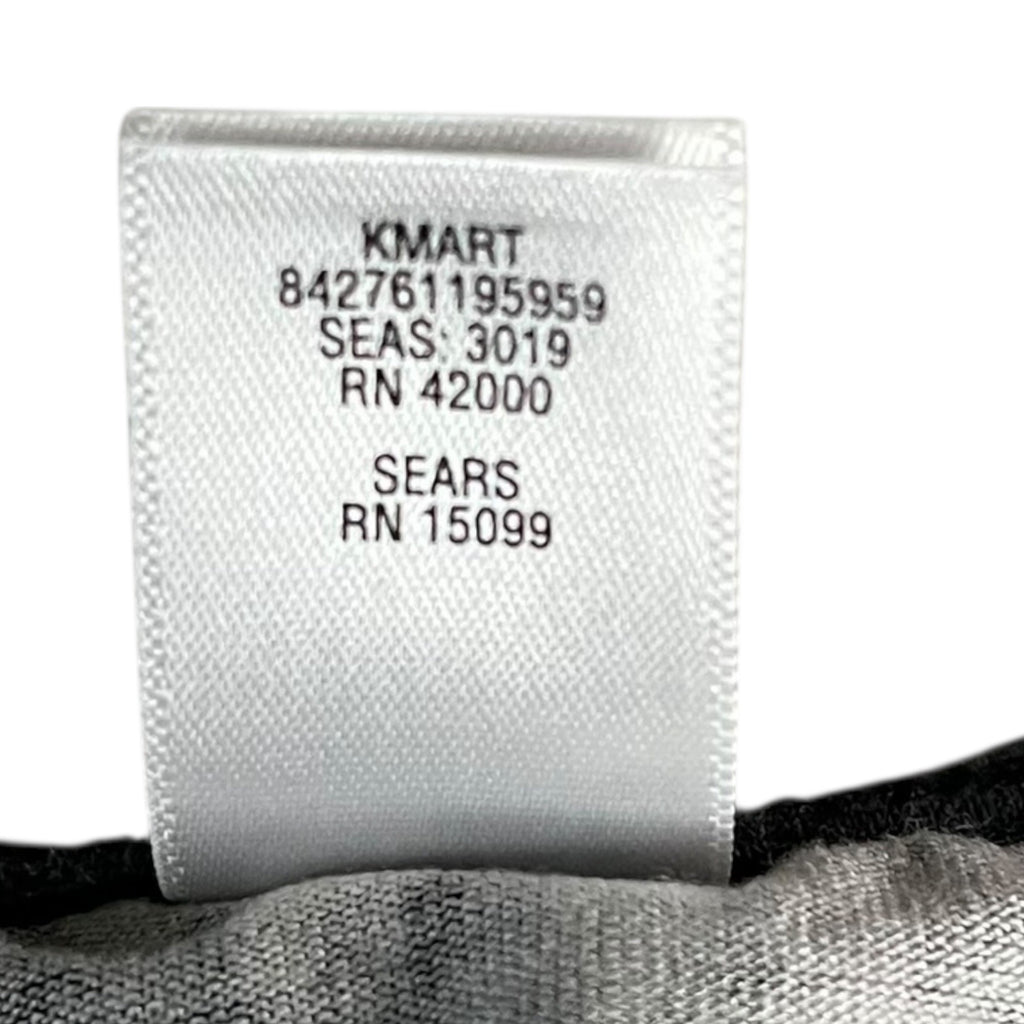 KMART
842761195959
SEAS: 3019
RN 42000
SEARS
RN 15099